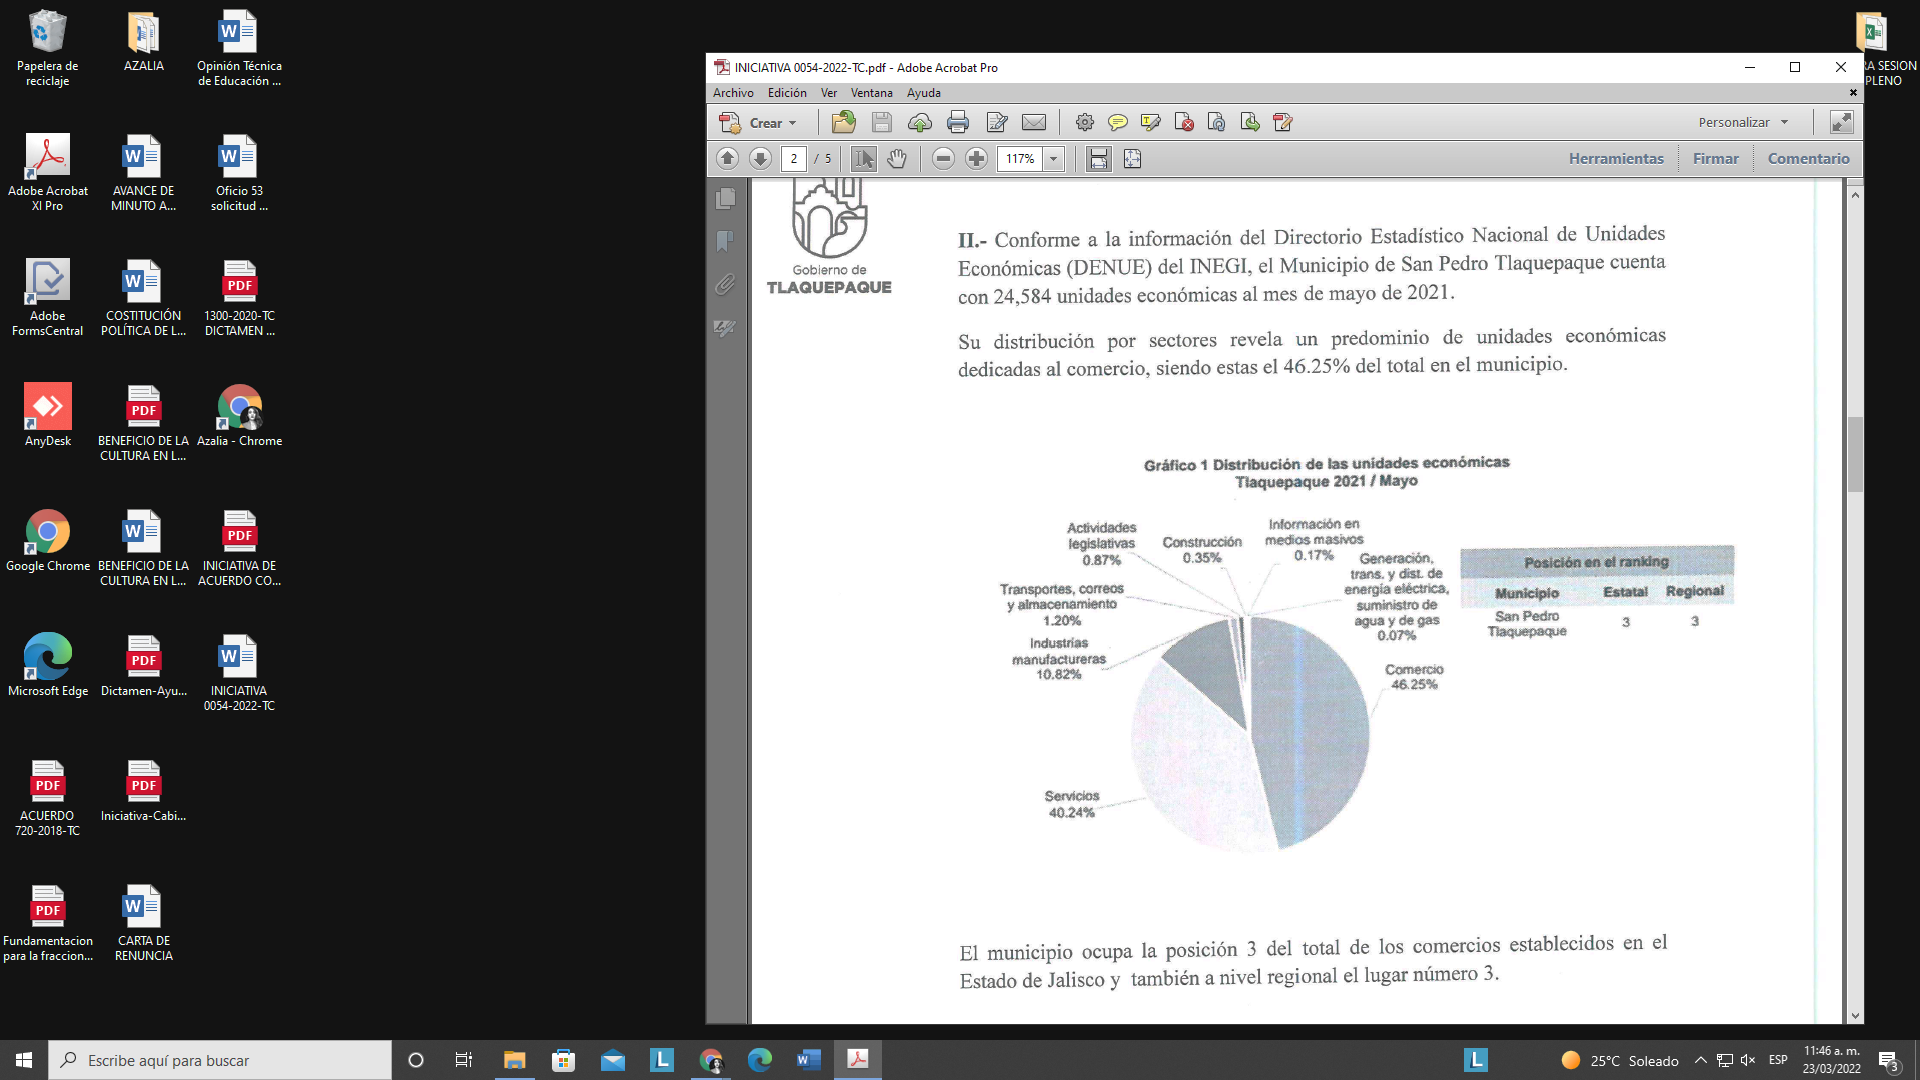 Papelera de
reciclaje
AZALIA
Opinión Técnica
de Educación ...
Adobe Acrobat
XI Pro
AVANCE DE
MINUTO A...
Oficio 53
solicitud ...
Adobe
FormsCentral
COSTITUCIÓN
POLÍTICA DE L...
1300-2020-TC
DICTAMEN ...
AnyDesk
BENEFICIO DE LA
CULTURA EN L...
Azalia - Chrome
Google Chrome
BENEFICIO DE LA
CULTURA EN L...
INICIATIVA DE
ACUERDO CO...
Microsoft Edge
Dictamen-Ayu...
INICIATIVA
0054-2022-TC
ACUERDO
720-2018-TC
Iniciativa-Cabi...
Fundamentacion
para la fraccion...
CARTA DE
RENUNCIA
RA SESION
PLENO
INICIATIVA 0054-2022-TC.pdf - Adobe Acrobat Pro
Archivo Edición Ver Ventana Ayuda
Crear
Personalizar
2 / 5
117%
Herramientas Firmar Comentario
Gobierno de
TLAQUEPAQUE
II.- Conforme a la información del Directorio Estadístico Nacional de Unidades
Económicas (DENUE) del INEGI, el Municipio de San Pedro Tlaquepaque cuenta
con 24,584 unidades económicas al mes de mayo de 2021.
Su distribución por sectores revela un predominio de unidades económicas
dedicadas al comercio, siendo estas el 46.25% del total en el municipio.
Gráfico 1 Distribución de las unidades económicas
Tlaquepaque 2021 / Mayo
Actividades
legislativas
0.87%
Construcción
0.35%
Información en
medios masivos
0.17%
Generación,
trans. y dist. de
energía eléctrica,
suministro de
agua y de gas
0.07%
Transportes, correos
y almacenamiento
1.20%
Industrias
manufactureras
10.82%
Comercio
46.25%
Servicios
40.24%
Posición en el ranking
Municipio Estatal Regional
San Pedro
Tlaquepaque
3 3
El municipio ocupa la posición 3 del total de los comercios establecidos en el
Estado de Jalisco y también a nivel regional el lugar número 3.
Escribe aquí para buscar
25°C Soleado
ESP
11:46 a. m.
23/03/2022
3